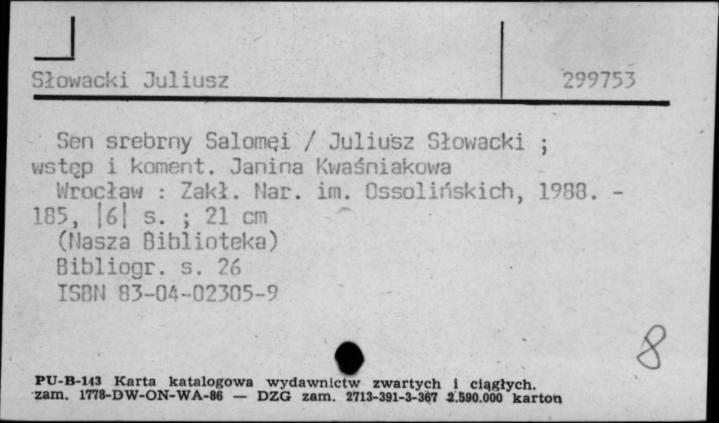 Słowacki Juliusz 299753
Sen srebrny Salomęi / Juliusz Słowacki ;
wstęp i koment. Janina Kwaśniakowa
Wrocław : Zakł. Nar. im. Ossolińskich, 1988. -
185, |6| s. ; 21 cm
(Nasza Biblioteka)
Bibliogr. s. 26
ISBN 83-04-02305-9
8
PU-B-143 Karta katalogowa wydawnictw zwartych i ciągłych.
zam. 1778-DW-ON-WA-86 — DZG zam. 2713-391-3-367 2.590.000 karton